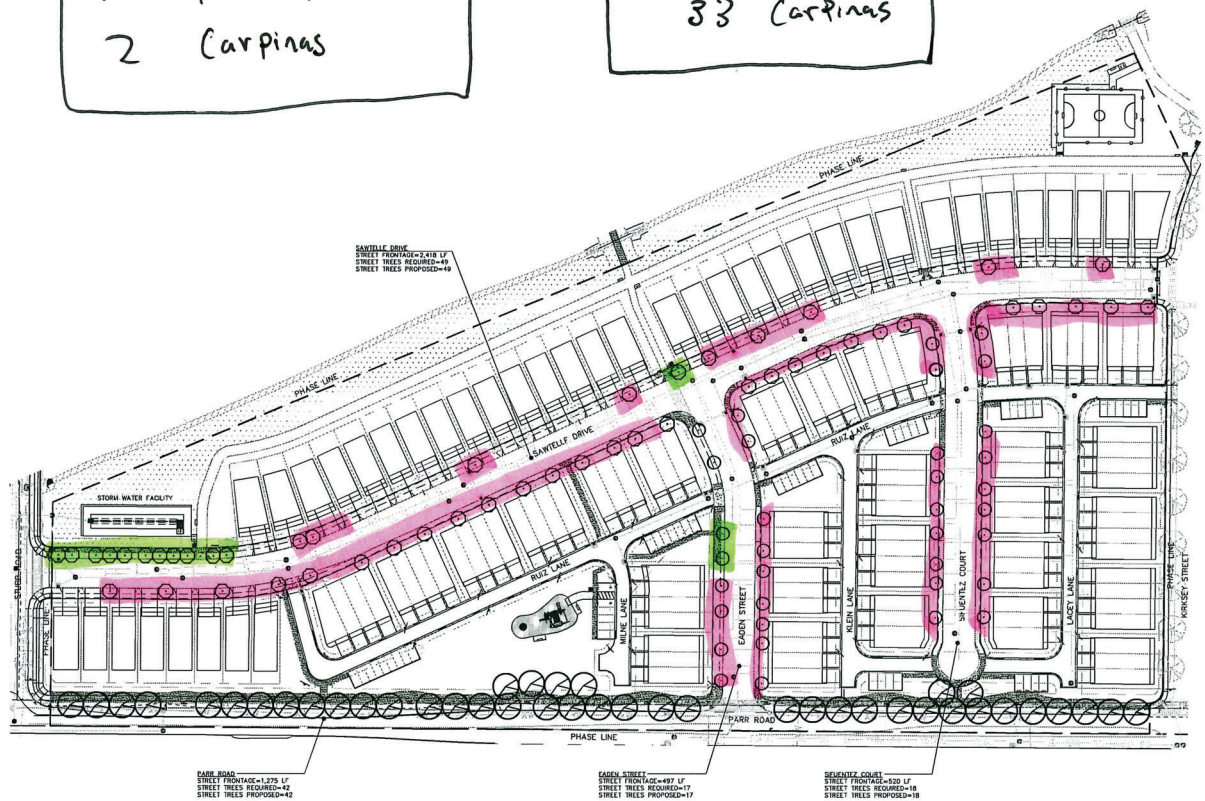 2 Carpinas
33 Carpinas
PHASE LINE
SAWTELLE DRIVE
STREET FRONTAGE=2,418 LF
STREET TREES REQUIRED=49
STREET TREES PROPOSED=49
PHASE LINE
SAWTELLE DRIVE
RUIZ LANE
STORM WATER FACILITY
RUIZ LANE
MILNE LANE
EADEN STREET
KLEIN LANE
SIFUENTEZ COURT
LACEY LANE
PHASE LINE
KIRKSEY STREET
PHASE LINE
PARR ROAD
PHASE LINE
PARR ROAD
STREET FRONTAGE=1,275 LF
STREET TREES REQUIRED=42
STREET TREES PROPOSED=42
EADEN STREET
STREET FRONTAGE=497 LF
STREET TREES REQUIRED=17
STREET TREES PROPOSED=17
SIFUENTEZ COURT
STREET FRONTAGE=520 LF
STREET TREES REQUIRED=18
STREET TREES PROPOSED=18